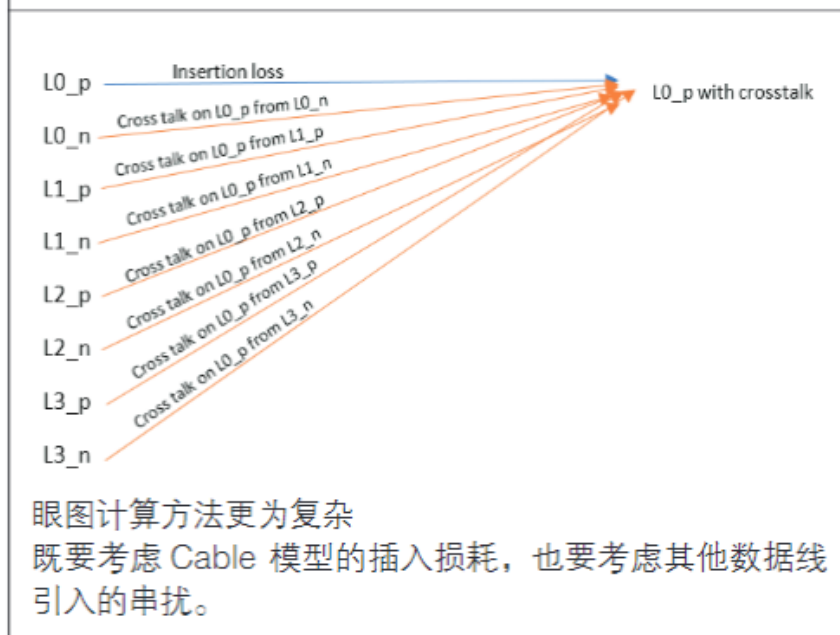 L0_p
Insertion loss
L0_p with crosstalk
L0_n
Cross talk on L0_p from L0_n
L1_p
Cross talk on L0_p from L1_p
L1_n
Cross talk on L0_p from L1_n
L2_p
Cross talk on L0_p from L2_p
L2_n
Cross talk on L0_p from L2_n
L3_p
Cross talk on L0_p from L3_p
L3_n
Cross talk on L0_p from L3_n
眼图计算方法更为复杂
既要考虑 Cable 模型的插入损耗，也要考虑其他数据线
引入的串扰。